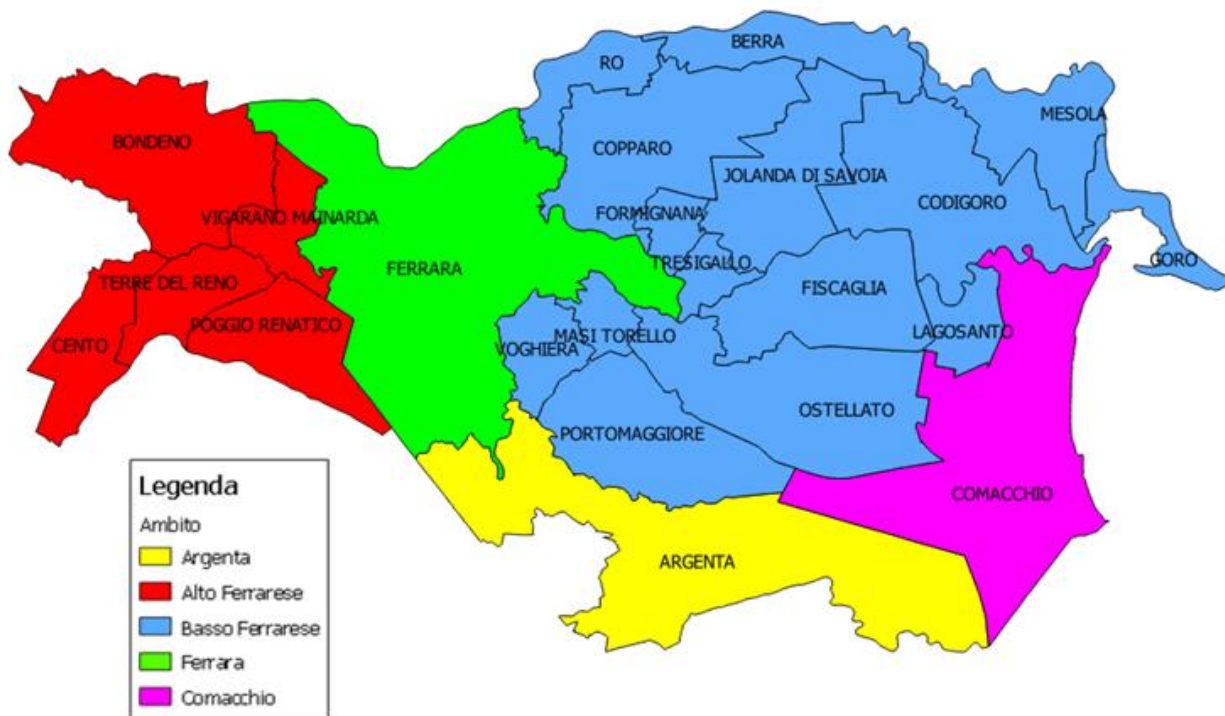 BERRA
RO
MESOLA
BONDENO
COPPARO
JOLANDA DI SAVOIA
CODIGORO
VIGARANO MAINARDA
FORMIGNANA
GORO
TRESIGALLO
FERRARA
TERRE DEL RENO
FISCAGLIA
POGGIO RENATICO
LAGOSANTO
MASI TORELLO
CENTO
VOGHIERA
OSTELLATO
PORTOMAGGIORE
COMACCHIO
ARGENTA
Legenda
Ambito
Argenta
Alto Ferrarese
Basso Ferrarese
Ferrara
Comacchio